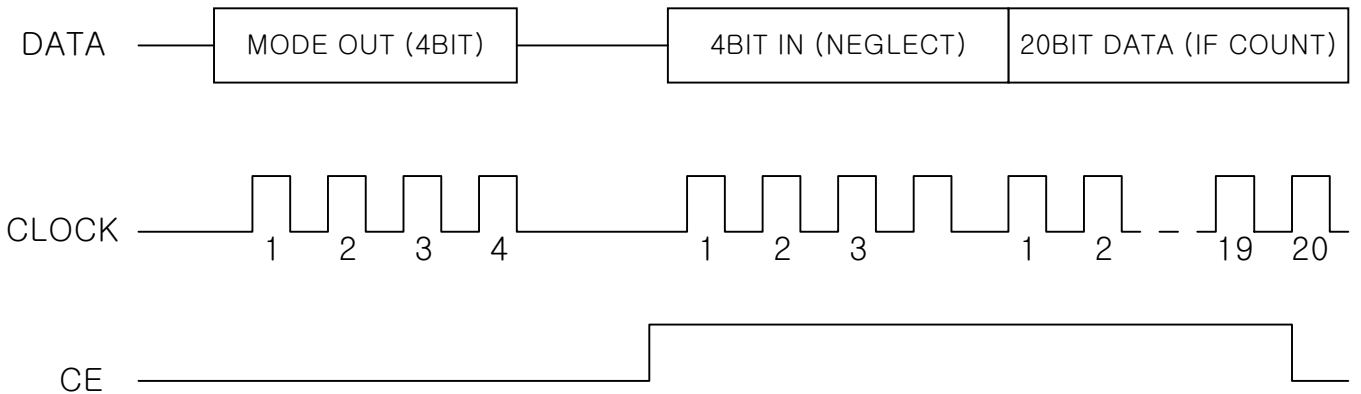 DATA MODE OUT (4BIT) 4BIT IN (NEGLECT) 20BIT DATA (IF COUNT)
CLOCK
1 2 3 4 1 2 3 1 2 19 20
CE